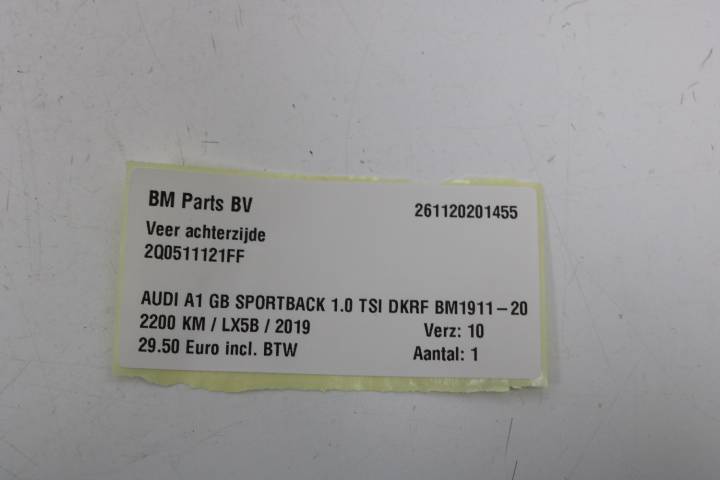 BM Parts BV 261120201455
Veer achterzijde
2Q0511121FF
AUDI A1 GB SPORTBACK 1.0 TSI DKRF BM1911-20
2200 KM / LX5B / 2019 Verz: 10
29.50 Euro incl. BTW Aantal: 1